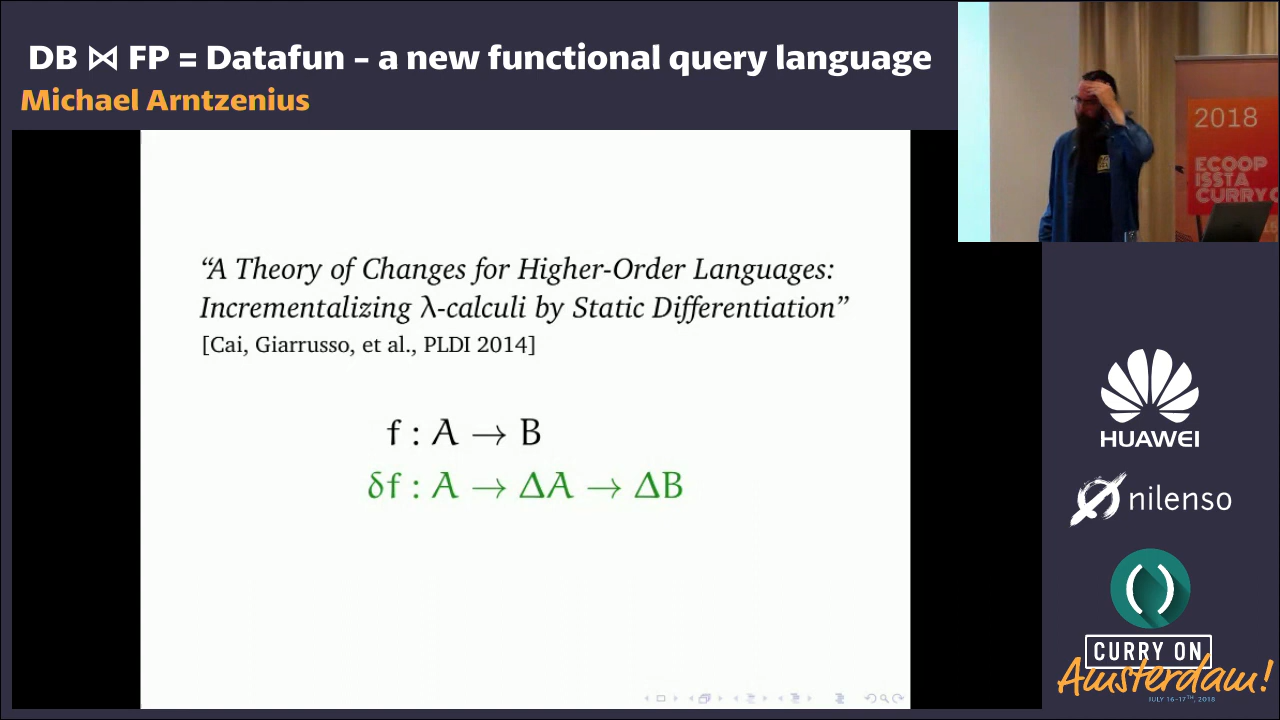 DB ⋈ FP = Datafun – a new functional query language
Michael Arntzenius
2018
ECOOP
ISSTA
“A Theory of Changes for Higher-Order Languages:
Incrementalizing λ-calculi by Static Differentiation”
[Cai, Giarrusso, et al., PLDI 2014]
f : A → B
δf : A → ΔA → ΔB
HUAWEI
nilenso
CURRY ON
Amsterdam!
JULY 16-17TH, 2018